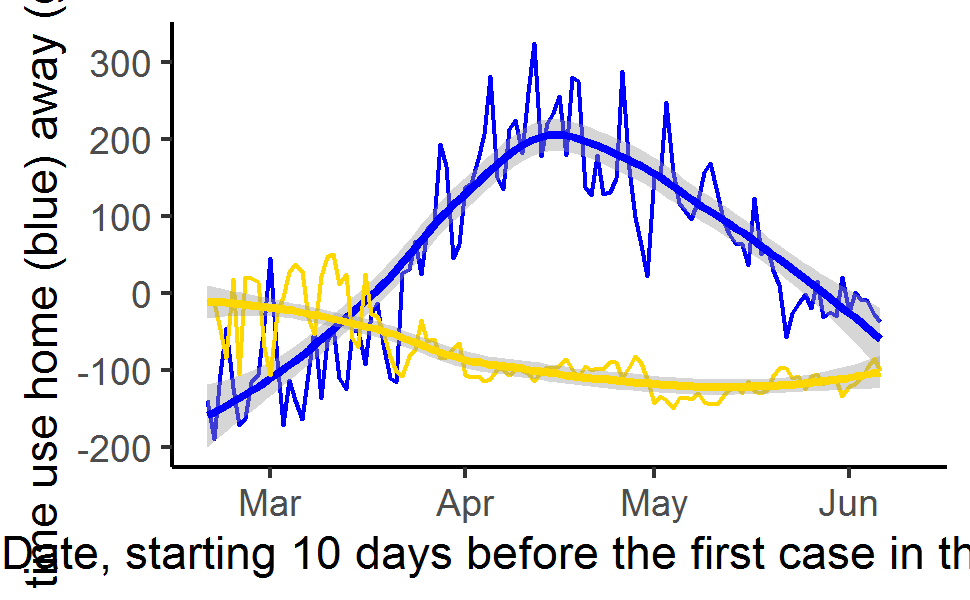 time use home (blue) away (
300
200
100
0
-100
-200
Mar Apr May Jun
Date, starting 10 days before the first case in th